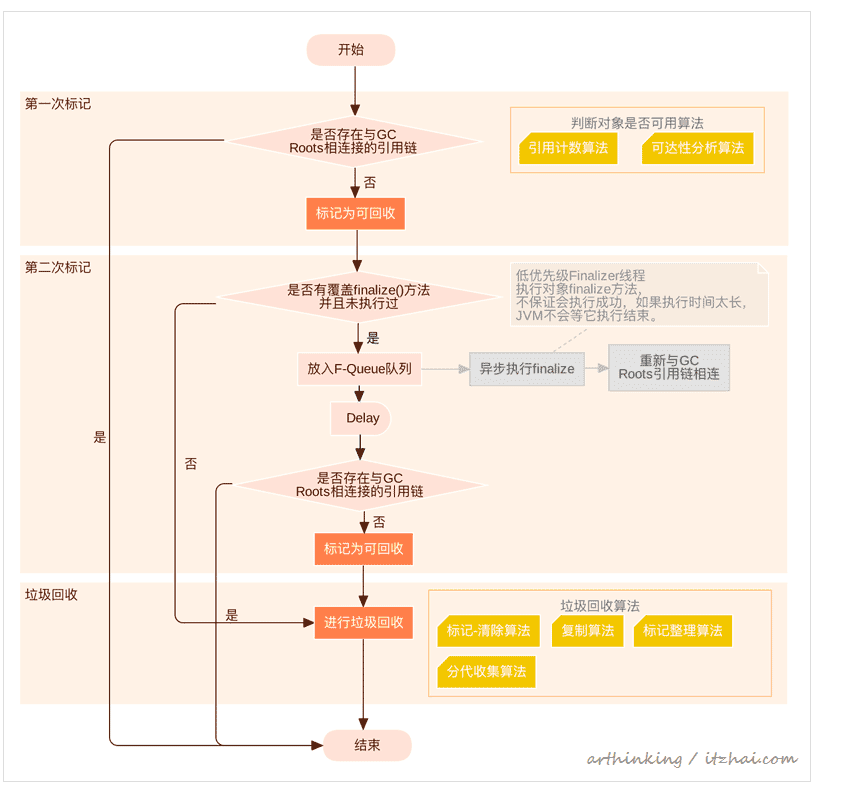 开始
第一次标记
是否存在与GC
Roots相连接的引用链
判断对象是否可用算法
引用计数算法
可达性分析算法
否
标记为可回收
第二次标记
是否有覆盖finalize()方法
并且未执行过
低优先级Finalizer线程
执行对象finalize方法，
不保证会执行成功，如果执行时间太长，
JVM不会等它执行结束。
是
放入F-Queue队列
异步执行finalize
重新与GC
Roots引用链相连
Delay
是
否
是否存在与GC
Roots相连接的引用链
否
标记为可回收
垃圾回收
是
进行垃圾回收
垃圾回收算法
标记-清除算法
复制算法
标记整理算法
分代收集算法
结束
arthinking / itzhai.com